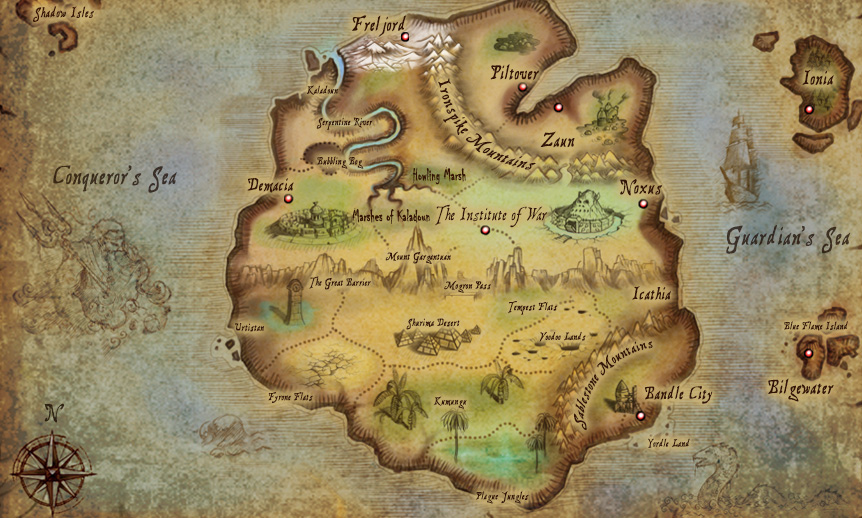 Shadow Isles
Freljord
Piltover
Ionia
Kaladoun
Serpentine River
Ironspike Mountains
Zaun
Bubbling Bog
Howling Marsh
Conqueror's Sea
Demacia
Marshes of Kaladoun
The Institute of War
Noxus
Guardian's Sea
Mount Gargantuan
The Great Barrier
Mogron Pass
Icathia
Tempest Flats
Urtistan
Shurima Desert
Voodoo Lands
Blue Flame Island
Sablestone Mountains
Bilgewater
Fyrone Flats
Kumungu
Bandle City
N
Yordle Land
Plague Jungles